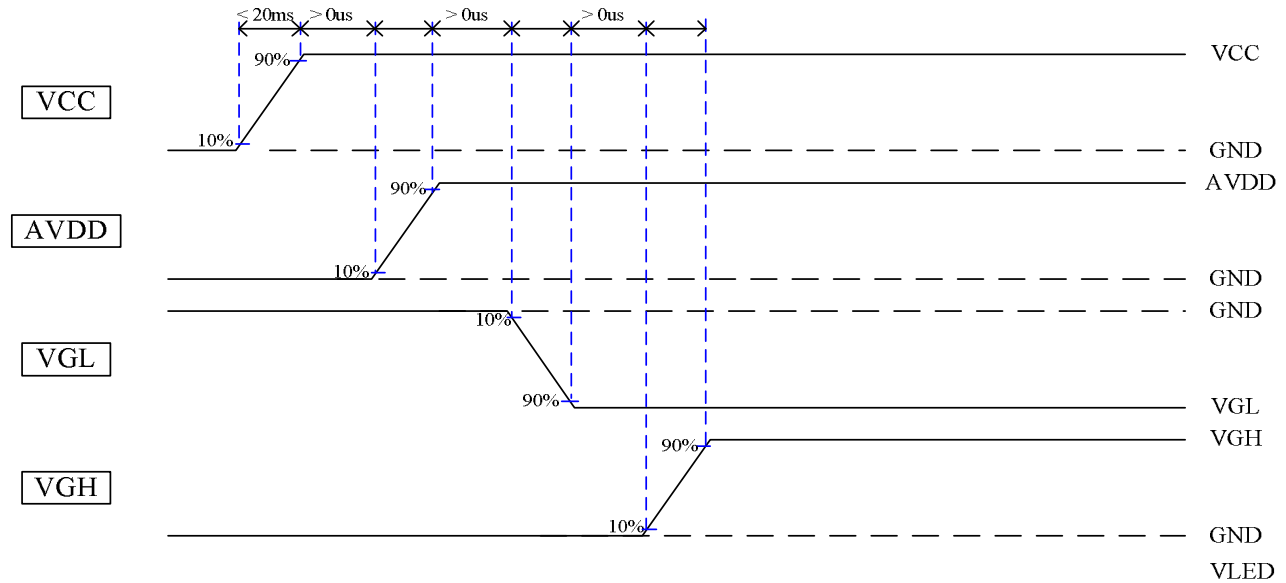 < 20ms > 0us > 0us > 0us
90% VCC
VCC
10% GND
90% AVDD
AVDD
10% GND
GND
10%
VGL
90% VGL
VGH
90%
VGH
10% GND
VLED